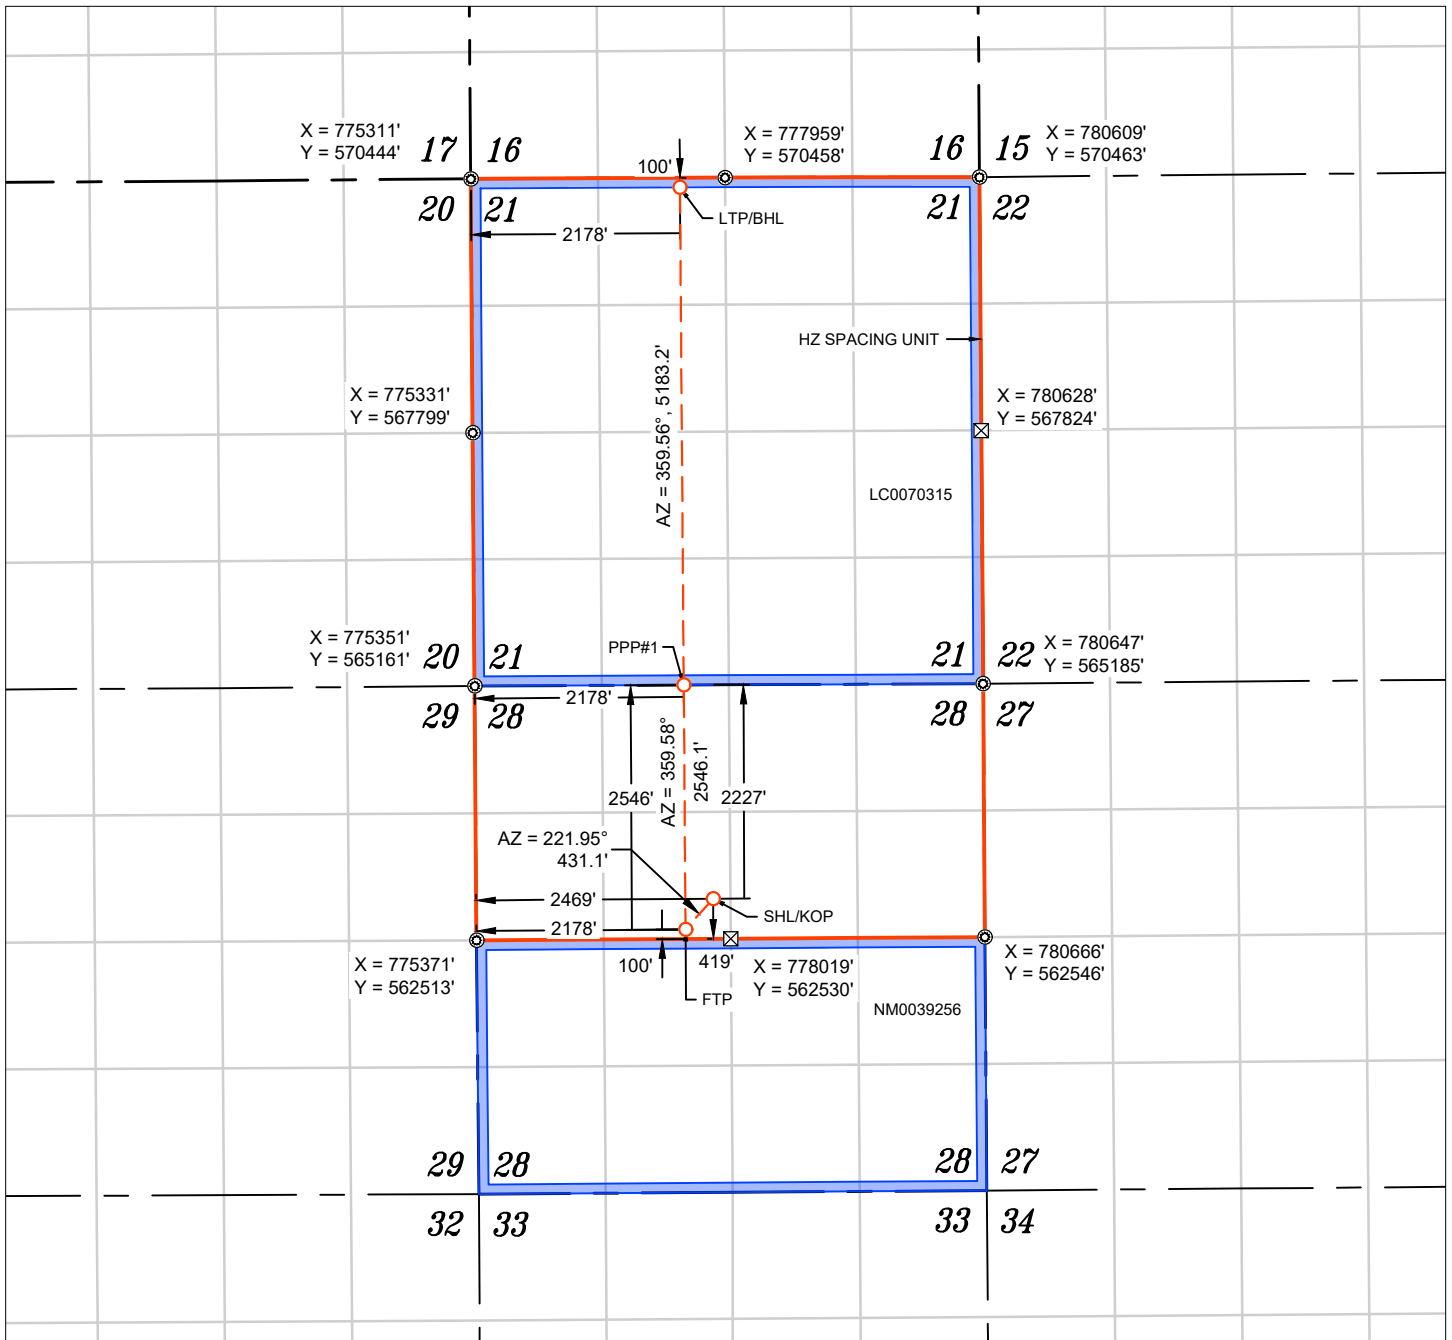 X = 775311'
Y = 570444'
17
16
100'
X = 777959'
Y = 570458'
16
15
X = 780609'
Y = 570463'
20
21
LTP/BHL
21
22
2178'
HZ SPACING UNIT
AZ = 359.56°, 5183.2'
X = 775331'
Y = 567799'
X = 780628'
Y = 567824'
LC0070315
X = 775351'
Y = 565161'
20
21
PPP#1
21
22
X = 780647'
Y = 565185'
2178'
29
28
28
27
AZ = 359.58°
2546.1'
2546'
2227'
AZ = 221.95°
431.1'
2469'
SHL/KOP
2178'
100'
419'
X = 775371'
Y = 562513'
FTP
X = 778019'
Y = 562530'
X = 780666'
Y = 562546'
NM0039256
29
28
28
27
32
33
33
34